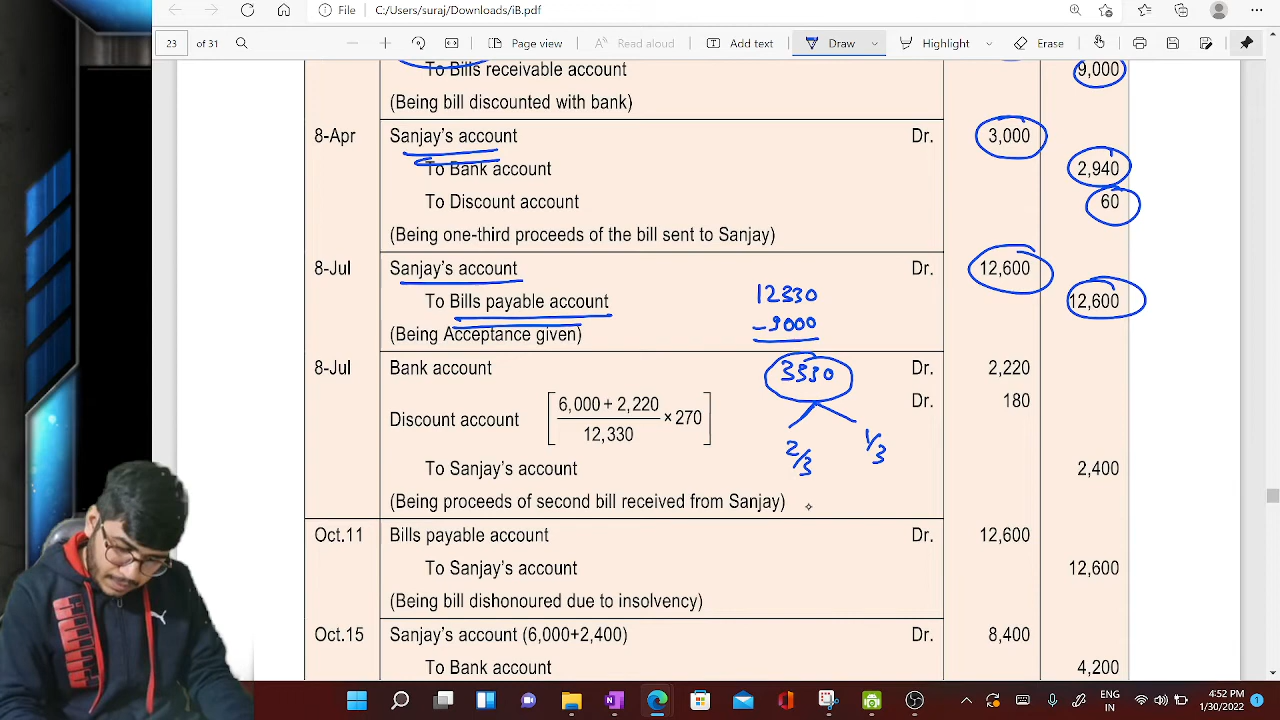 File C:/Users/suraj/Downloads/iB.pdf
23 of 31 Page view Read aloud Add text Draw Highlight Erase
To Bills receivable account 9,000
(Being bill discounted with bank)
8-Apr Sanjay's account Dr. 3,000
To Bank account 2,940
To Discount account 60
(Being one-third proceeds of the bill sent to Sanjay)
8-Jul Sanjay's account Dr. 12,600
To Bills payable account 12,600
(Being Acceptance given)
12330
-9000
3330
2/3 1/3
8-Jul Bank account Dr. 2,220
Discount account [6,000 + 2,220 / 12,330 × 270] Dr. 180
To Sanjay's account 2,400
(Being proceeds of second bill received from Sanjay)
Oct.11 Bills payable account Dr. 12,600
To Sanjay's account 12,600
(Being bill dishonoured due to insolvency)
Oct.15 Sanjay's account (6,000+2,400) Dr. 8,400
To Bank account 4,200
ENG
IN
4:52 PM
1/30/2022
1